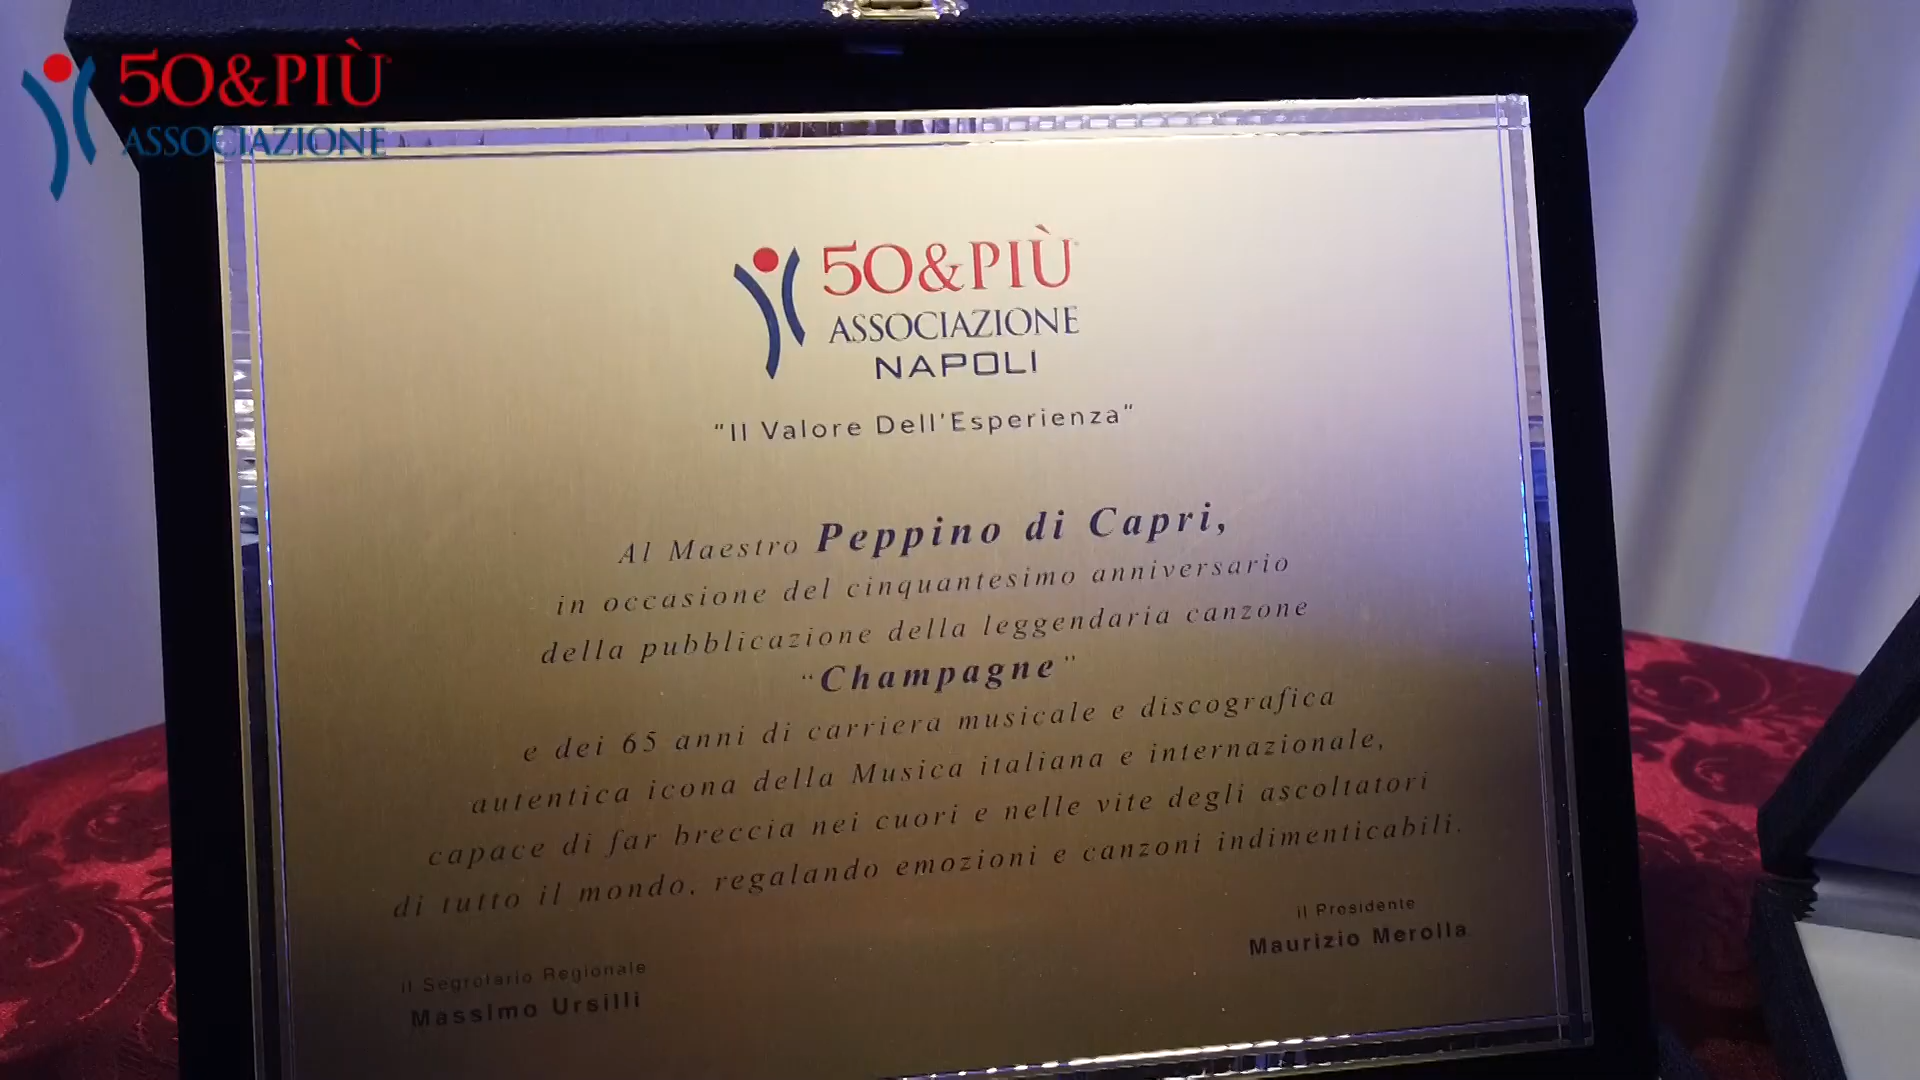 50&PIÙ
ASSOCIAZIONE
50&PIÙ
ASSOCIAZIONE
NAPOLI
"Il Valore Dell'Esperienza"
Al Maestro Peppino di Capri,
in occasione del cinquantesimo anniversario
della pubblicazione della leggendaria canzone
"Champagne"
e dei 65 anni di carriera musicale e discografica
autentica icona della Musica italiana e internazionale,
capace di far breccia nei cuori e nelle vite degli ascoltatori
di tutto il mondo, regalando emozioni e canzoni indimenticabili.
il Presidente
Maurizio Merolla
il Segretario Regionale
Massimo Ursilli